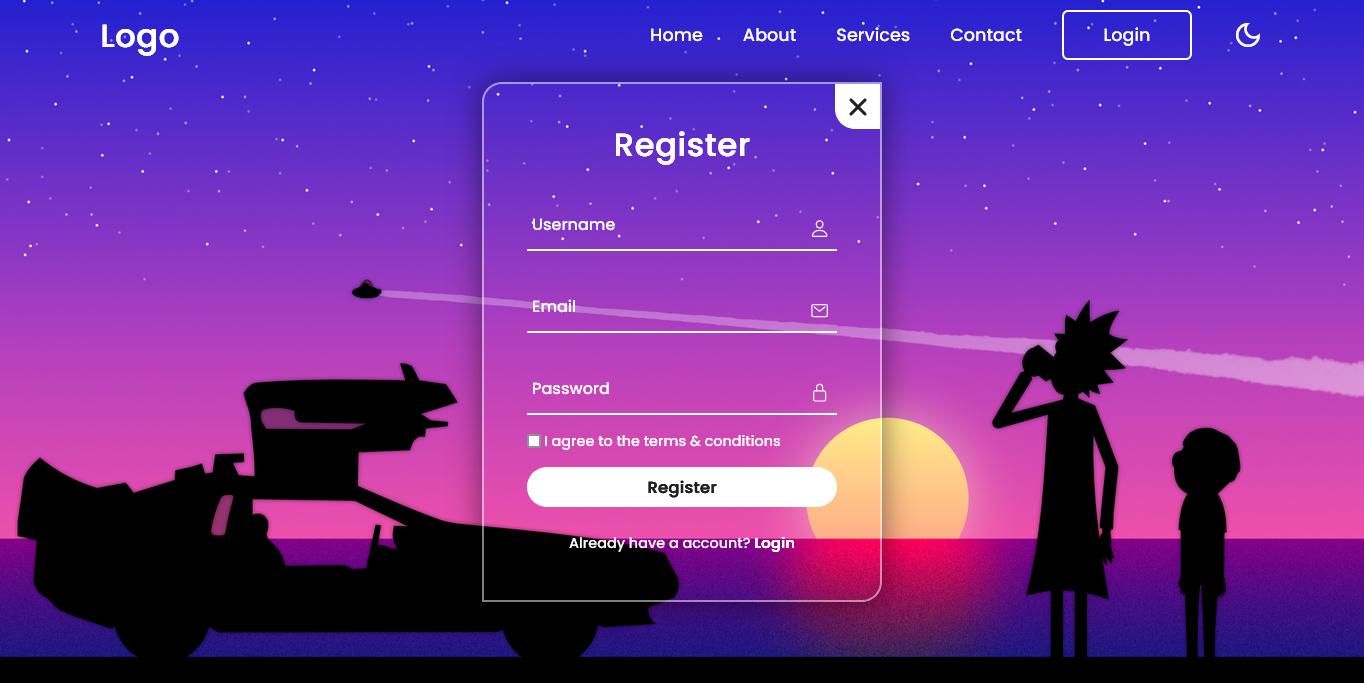 Logo
Home About Services Contact Login
Register
Username
Email
Password
I agree to the terms & conditions
Register
Already have a account? Login